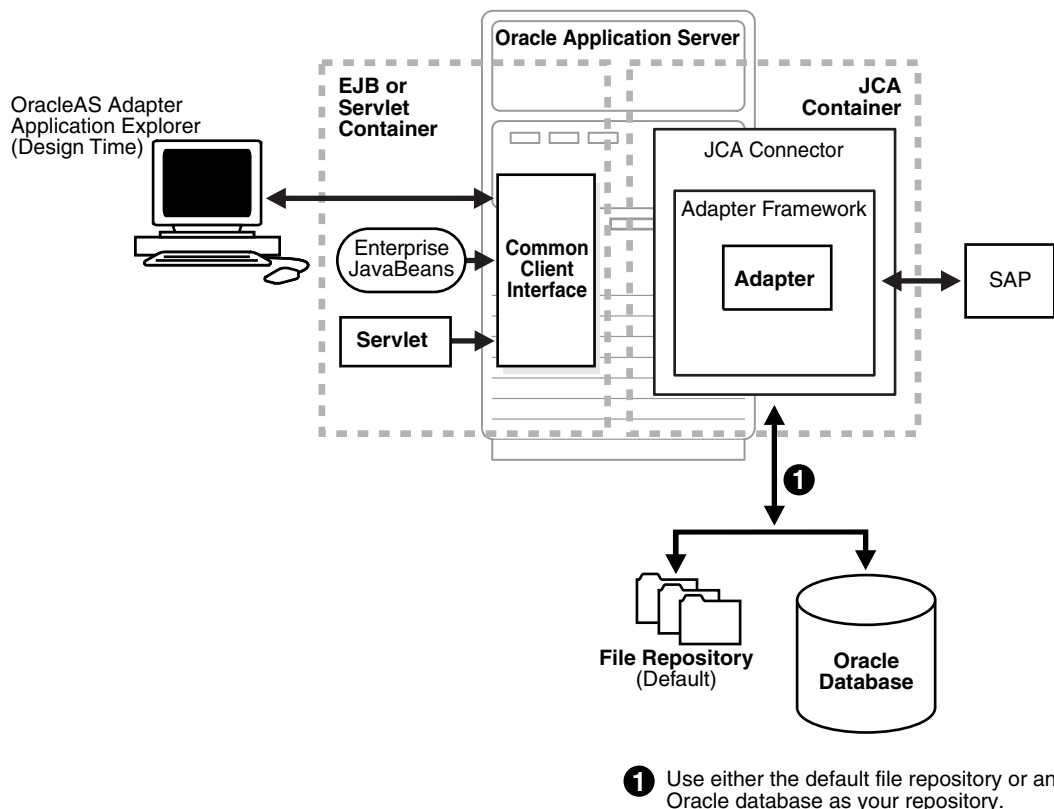 Oracle Application Server
EJB or
Servlet
Container
JCA
Container
OracleAS Adapter
Application Explorer
(Design Time)
JCA Connector
Adapter Framework
Adapter
Enterprise
JavaBeans
Common
Client
Interface
Servlet
SAP
1
File Repository
(Default)
Oracle
Database
1 Use either the default file repository or an
Oracle database as your repository.